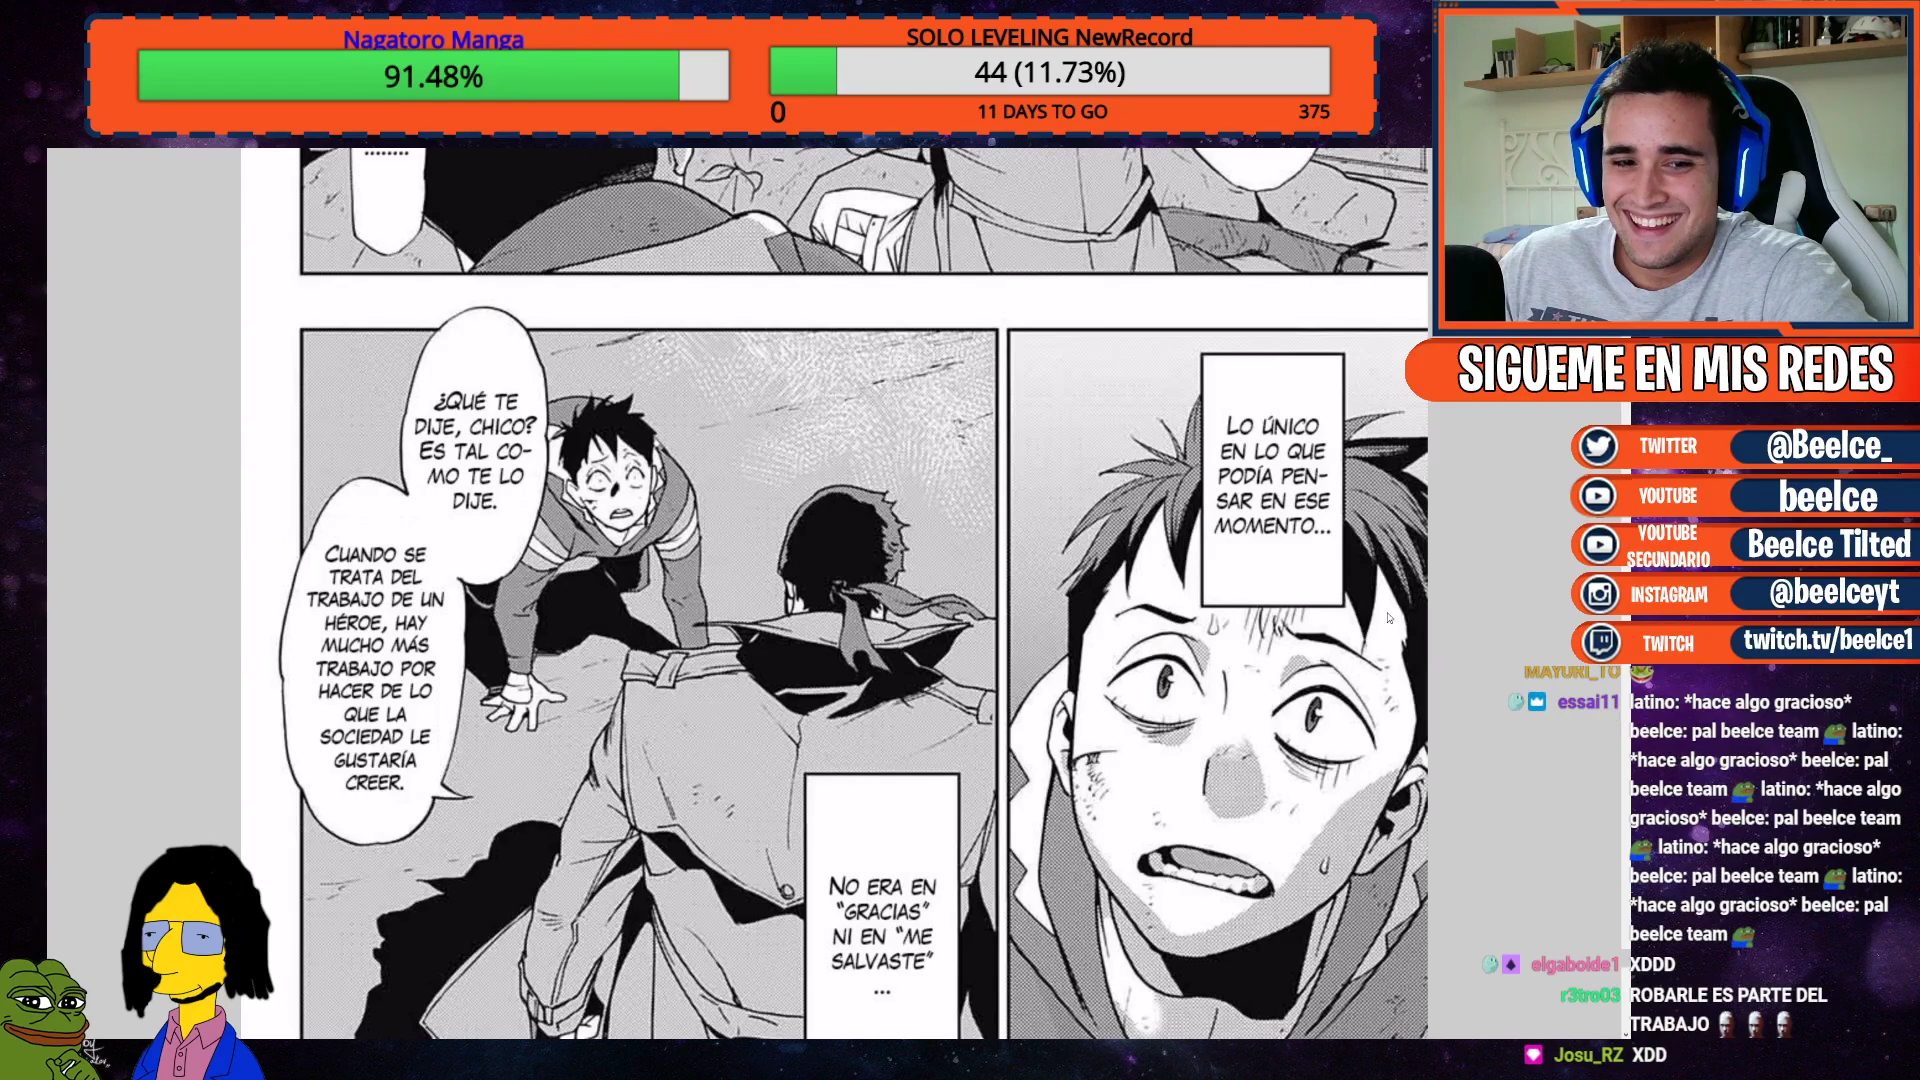 Nagatoro Manga
91.48%
SOLO LEVELING NewRecord
44 (11.73%)
0
11 DAYS TO GO
375
.........
¿QUÉ TE
DIJE, CHICO?
ES TAL CO-
MO TE LO
DIJE.
CUANDO SE
TRATA DEL
TRABAJO DE UN
HÉROE, HAY
MUCHO MÁS
TRABAJO POR
HACER DE LO
QUE LA
SOCIEDAD LE
GUSTARÍA
CREER.
NO ERA EN
“GRACIAS”
NI EN “ME
SALVASTE”
...
LO ÚNICO
EN LO QUE
PODÍA PEN-
SAR EN ESE
MOMENTO...
SIGUEME EN MIS REDES
TWITTER @Beelce_
YOUTUBE beelce
YOUTUBE
SECUNDARIO Beelce Tilted
INSTAGRAM @beelceyt
TWITCH twitch.tv/beelce1
MAYURI_TO
essai11 latino: *hace algo gracioso*
beelce: pal beelce team latino:
*hace algo gracioso* beelce: pal
beelce team latino: *hace algo
gracioso* beelce: pal beelce team
latino: *hace algo gracioso*
beelce: pal beelce team latino:
*hace algo gracioso* beelce: pal
beelce team
elgaboide1 XDDD
r3tro03 ROBARLE ES PARTE DEL
TRABAJO
Josu_RZ XDD